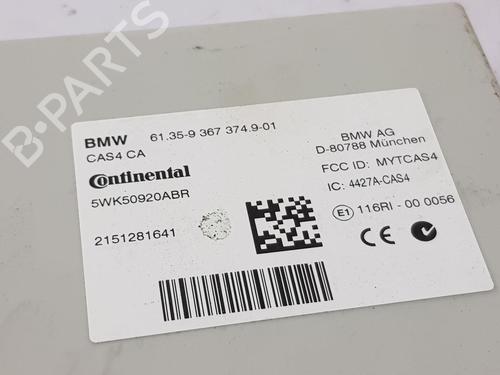 B-PARTS
BMW 61.35-9 367 374.9-01
CAS4 CA
Continental
5WK50920ABR
2151281641
BMW AG
D-80788 München
FCC ID: MYTCAS4
IC: 4427A-CAS4
E1 116RI - 00 0056
CE